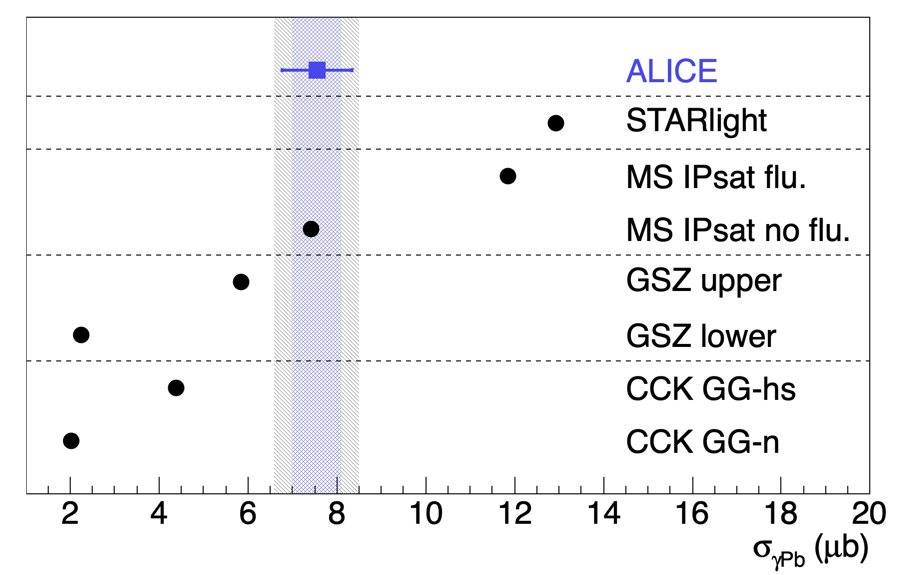 ALICE
STARlight
MS IPsat flu.
MS IPsat no flu.
GSZ upper
GSZ lower
CCK GG-hs
CCK GG-n
2 4 6 8 10 12 14 16 18 20
σγPb (μb)